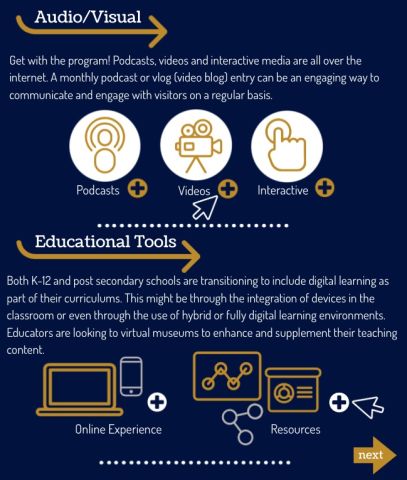 Audio/Visual
Get with the program! Podcasts, videos and interactive media are all over the
internet. A monthly podcast or vlog (video blog) entry can be an engaging way to
communicate and engage with visitors on a regular basis.
Podcasts
Videos
Interactive
Educational Tools
Both K-12 and post secondary schools are transitioning to include digital learning as
part of their curriculums. This might be through the integration of devices in the
classroom or even through the use of hybrid or fully digital learning environments.
Educators are looking to virtual museums to enhance and supplement their teaching
content.
Online Experience
Resources
next